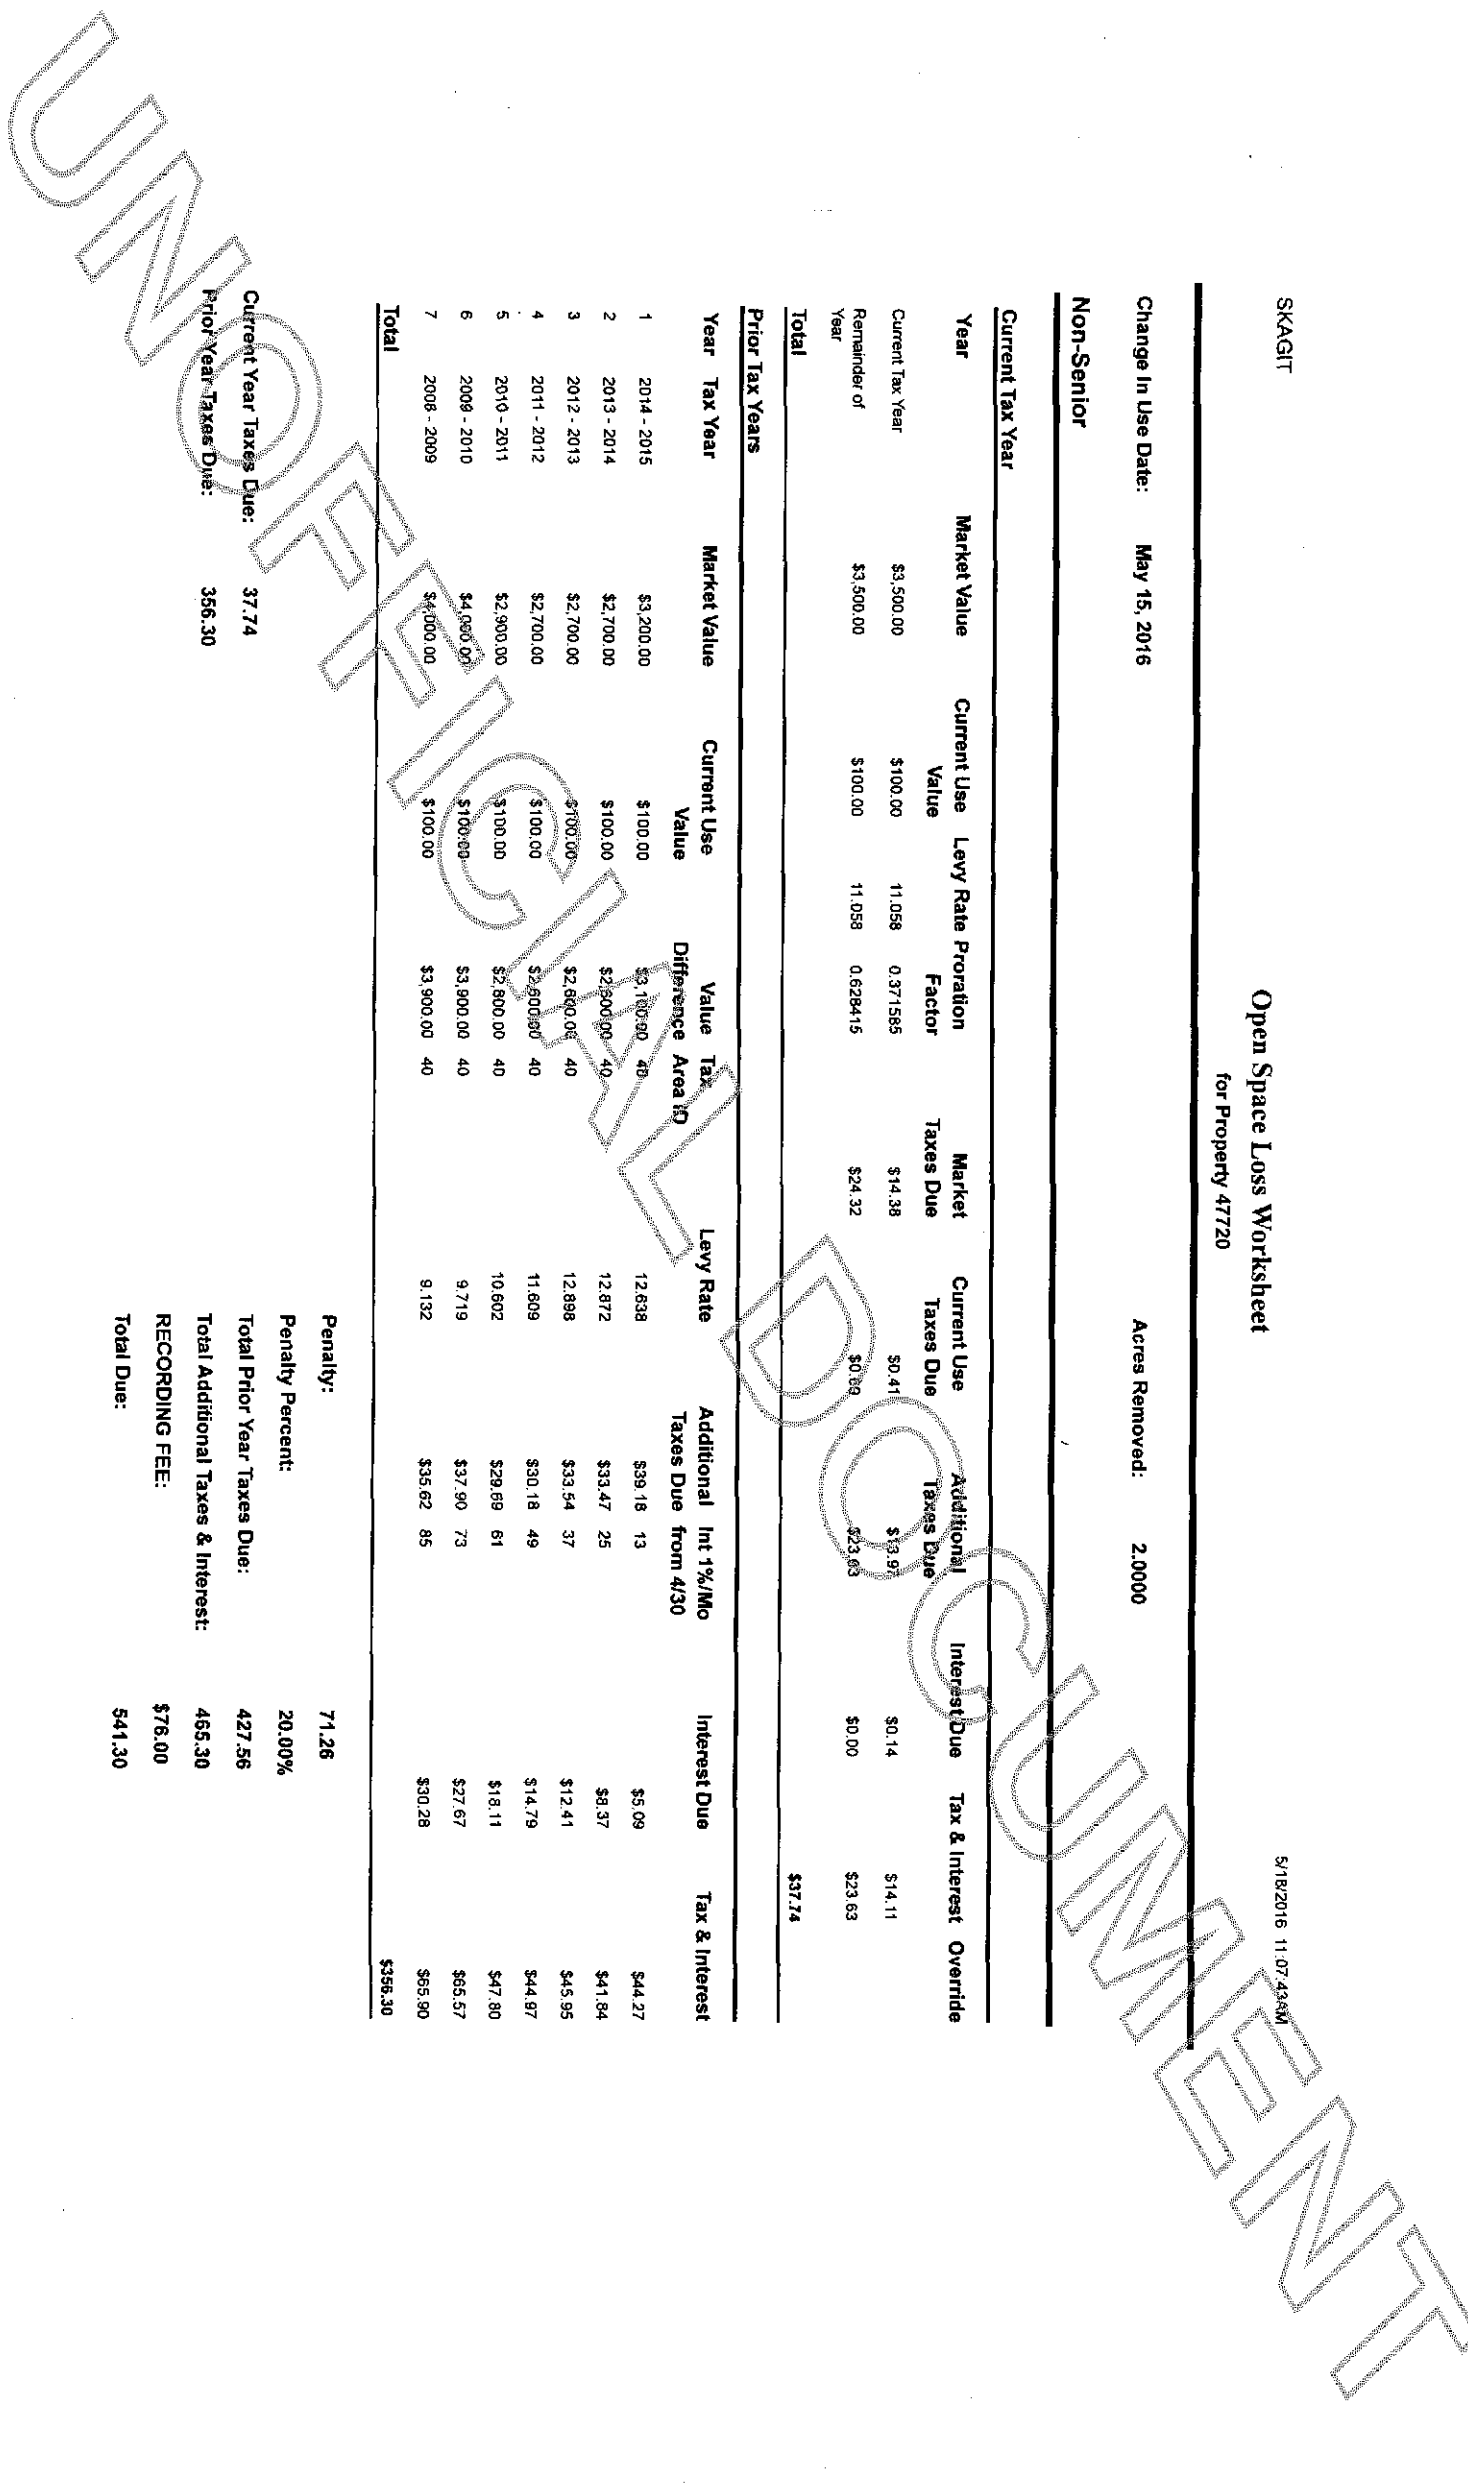 SKAGIT 5/18/2016 11:07:43AM
Open Space Loss Worksheet
for Property 47720
Change In Use Date: May 15, 2016 Acres Removed: 2.0000
Non-Senior
Current Tax Year
Year Market Value Current Use Levy Rate Proration Market Current Use Additional Interest Due Tax & Interest Override
Value Factor Taxes Due Taxes Due Taxes Due
Current Tax Year $3,500.00 $100.00 11.058 0.371585 $14.38 $0.41 $13.97 $0.14 $14.11
Remainder of $3,500.00 $100.00 11.058 0.628415 $24.32 $0.69 $23.63 $0.00 $23.63
Year
Total $37.74
Prior Tax Years
Year Tax Year Market Value Current Use Value Tax Levy Rate Additional Int 1%/Mo Interest Due Tax & Interest
Value Difference Area ID Taxes Due from 4/30
1 2014 - 2015 $3,200.00 $100.00 $3,100.00 40 12.638 $39.18 13 $5.09 $44.27
2 2013 - 2014 $2,700.00 $100.00 $2,600.00 40 12.872 $33.47 25 $8.37 $41.84
3 2012 - 2013 $2,700.00 $100.00 $2,600.00 40 12.898 $33.54 37 $12.41 $45.95
4 2011 - 2012 $2,700.00 $100.00 $2,600.00 40 11.609 $30.18 49 $14.79 $44.97
5 2010 - 2011 $2,900.00 $100.00 $2,800.00 40 10.602 $29.69 61 $18.11 $47.80
6 2009 - 2010 $4,000.00 $100.00 $3,900.00 40 9.719 $37.90 73 $27.67 $65.57
7 2008 - 2009 $4,000.00 $100.00 $3,900.00 40 9.132 $35.62 85 $30.28 $65.90
Total $356.30
Penalty: 71.26
Penalty Percent: 20.00%
Current Year Taxes Due: 37.74 Total Prior Year Taxes Due: 427.56
Prior Year Taxes Due: 356.30 Total Additional Taxes & Interest: 465.30
RECORDING FEE: $76.00
Total Due: 541.30
UNOFFICIAL DOCUMENT